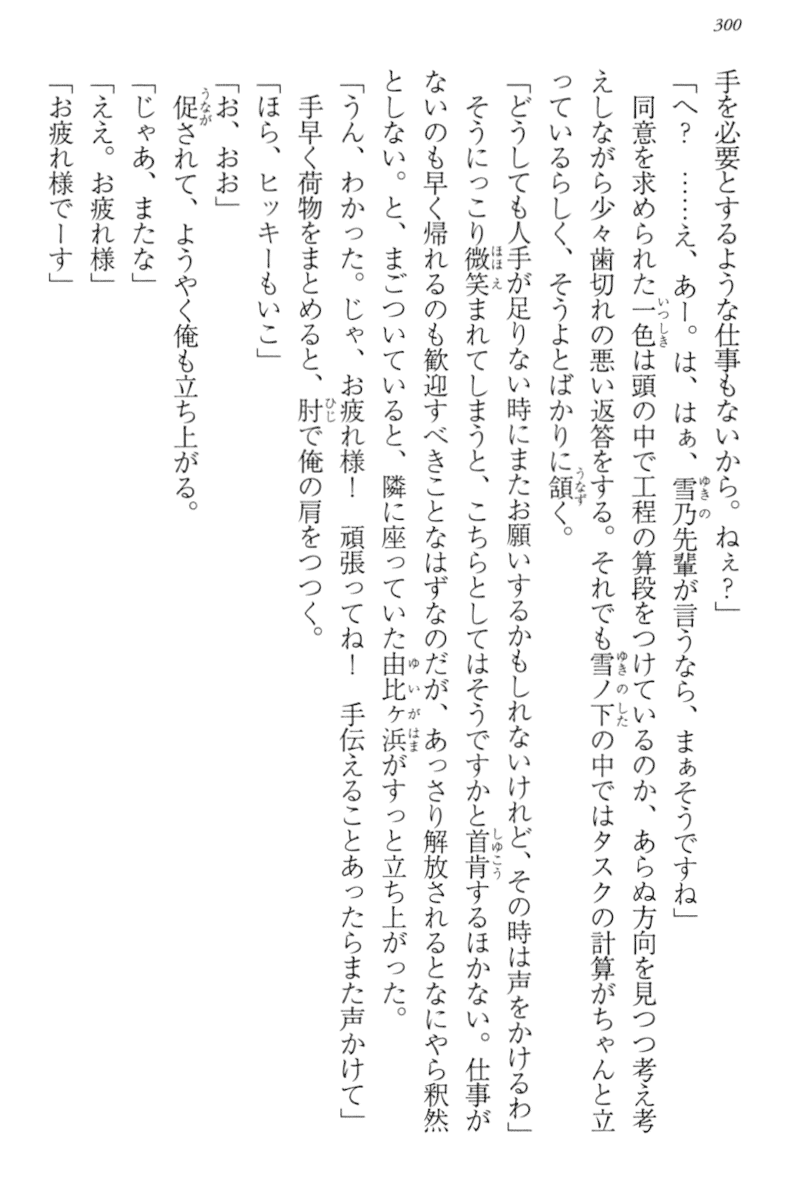 300
手を必要とするような仕事もないから。ねぇ？」
「へ？　……え、あー。は、はぁ、雪乃先輩が言うなら、まぁそうですね」
同意を求められた一色は頭の中で工程の算段をつけているのか、あらぬ方向を見つつ考え考
えしながら少々歯切れの悪い返答をする。それでも雪ノ下の中ではタスクの計算がちゃんと立
っているらしく、そうよとばかりに頷く。
「どうしても人手が足りない時にまたお願いするかもしれないけれど、その時は声をかけるわ」
そうにっこり微笑まれてしまうと、こちらとしてはそうですかと首肯するほかない。仕事が
ないのも早く帰れるのも歓迎すべきことなはずなのだが、あっさり解放されるとなにやら釈然
としない。と、まごついていると、隣に座っていた由比ヶ浜がすっと立ち上がった。
「うん、わかった。じゃ、お疲れ様！　頑張ってね！　手伝えることあったらまた声かけて」
手早く荷物をまとめると、肘で俺の肩をつつく。
「ほら、ヒッキーもいこ」
「お、おお」
促されて、ようやく俺も立ち上がる。
「じゃあ、またな」
「ええ。お疲れ様」
「お疲れ様でーす」